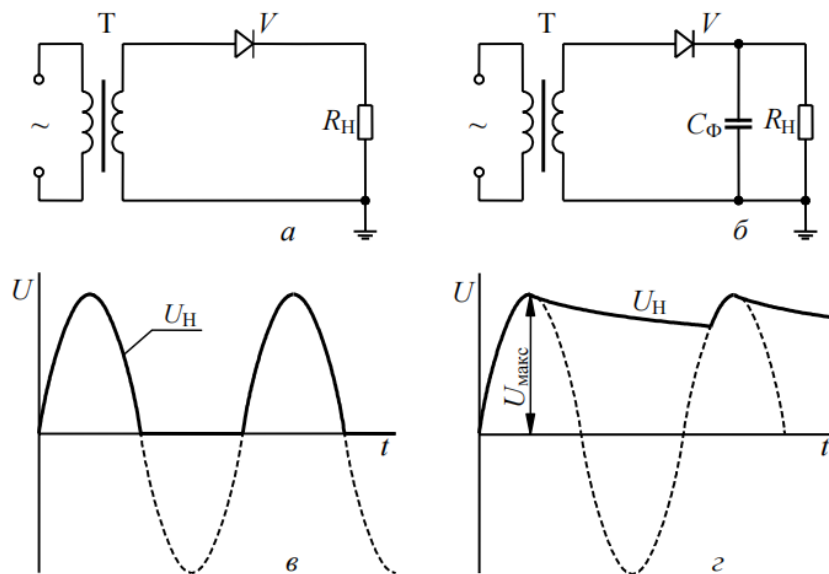 T V T V
~ R_Н ~ C_Ф R_Н
а б
U U_Н t в
U U_макс U_Н t г